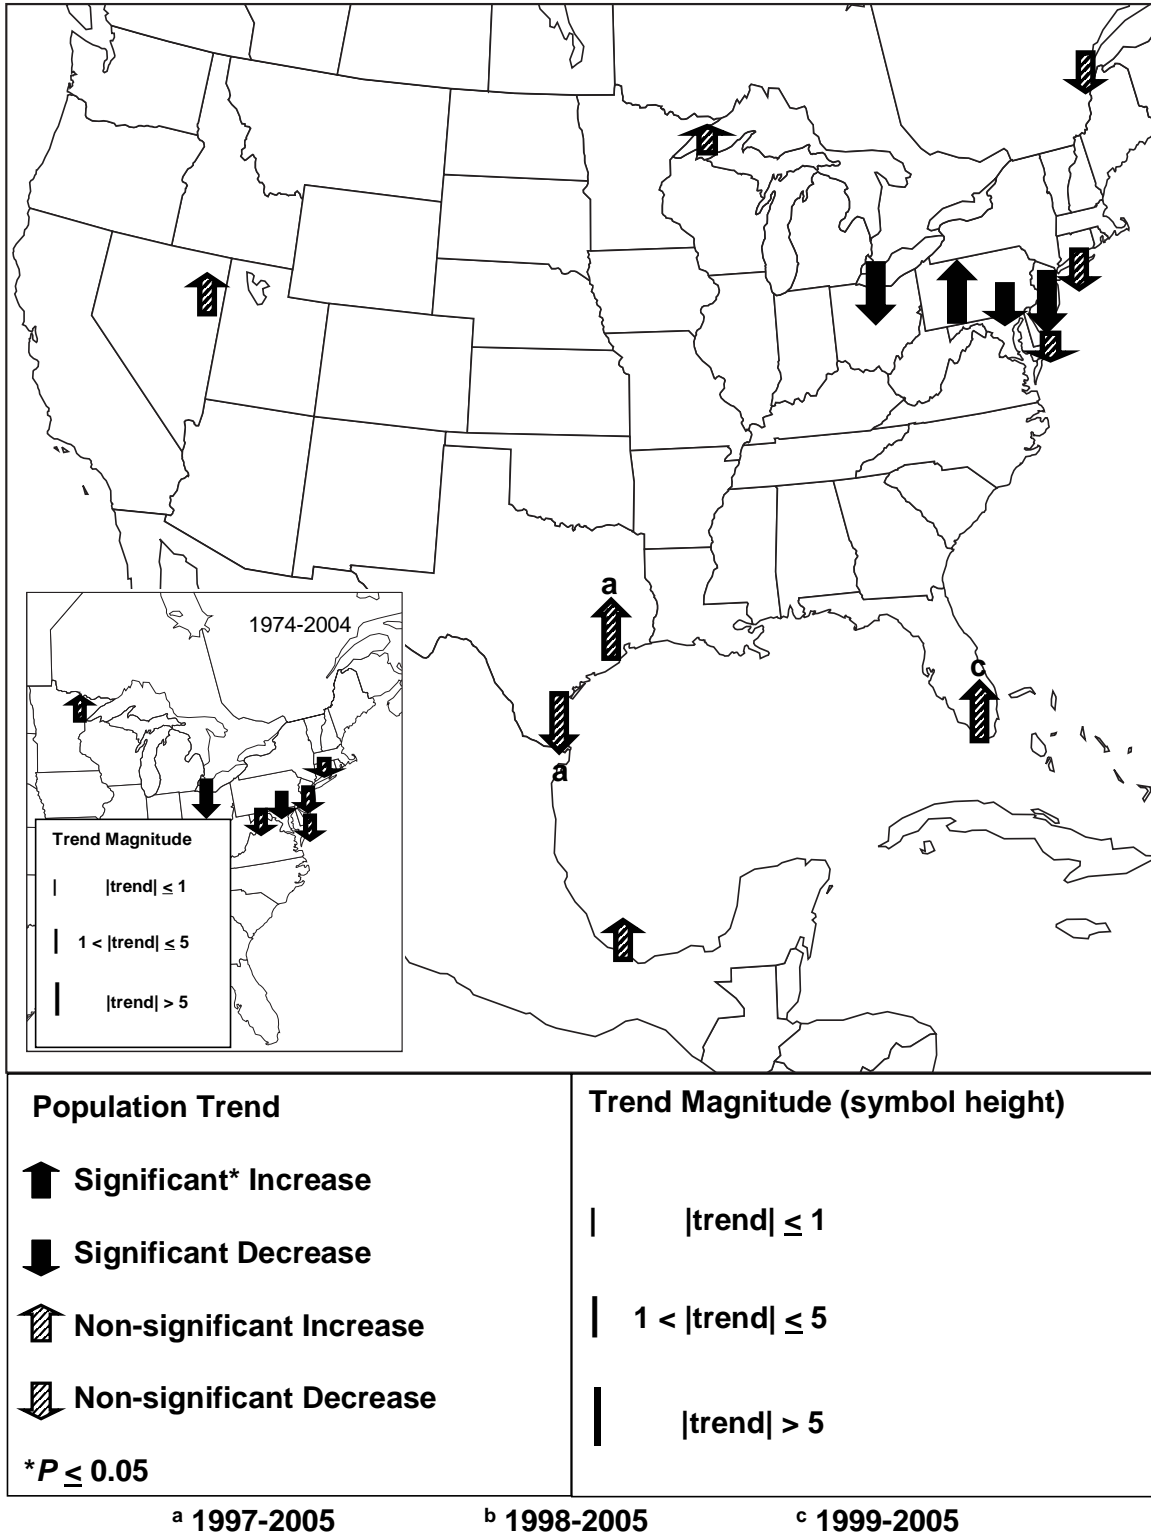 a
c
a
1974-2004
Trend Magnitude
|trend| ≤ 1
1 < |trend| ≤ 5
|trend| > 5
Population Trend
Significant* Increase
Significant Decrease
Non-significant Increase
Non-significant Decrease
*P ≤ 0.05
Trend Magnitude (symbol height)
|trend| ≤ 1
1 < |trend| ≤ 5
|trend| > 5
a 1997-2005 b 1998-2005 c 1999-2005